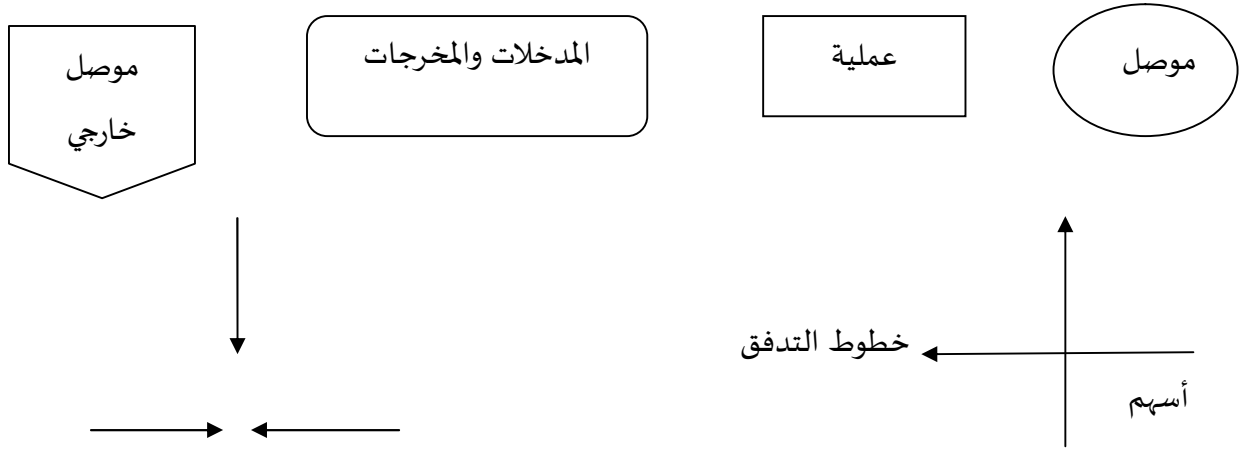 موصل
عملية
المدخلات والمخرجات
موصل
خارجي
خطوط التدفق
أسهم